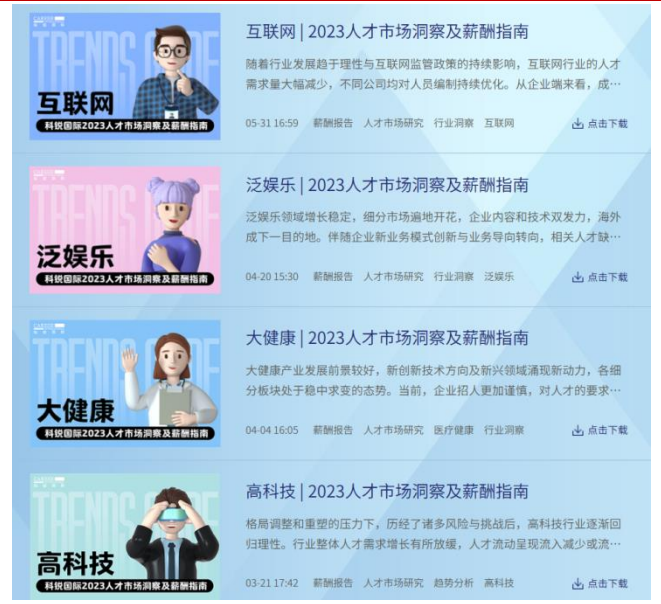 互联网
科锐国际2023人才市场洞察及薪酬指南
互联网 | 2023人才市场洞察及薪酬指南
随着行业发展趋于理性与互联网监管政策的持续影响，互联网行业的人才
需求量大幅减少，不同公司均对人员编制持续优化。从企业端来看，成…
05-31 16:59 薪酬报告 人才市场研究 行业洞察 互联网 点击下载
泛娱乐
科锐国际2023人才市场洞察及薪酬指南
泛娱乐 | 2023人才市场洞察及薪酬指南
泛娱乐领域增长稳定，细分市场遍地开花，企业内容和技术双发力，海外
成下一目的地。伴随企业新业务模式创新与业务导向转向，相关人才缺…
04-20 15:30 薪酬报告 人才市场研究 行业洞察 泛娱乐 点击下载
大健康
科锐国际2023人才市场洞察及薪酬指南
大健康 | 2023人才市场洞察及薪酬指南
大健康产业发展前景较好，新创新技术方向及新兴领域涌现新动力，各细
分板块处于稳中求变的态势。当前，企业招人更加谨慎，对人才的要求…
04-04 16:05 薪酬报告 人才市场研究 医疗健康 行业洞察 点击下载
高科技
科锐国际2023人才市场洞察及薪酬指南
高科技 | 2023人才市场洞察及薪酬指南
格局调整和重塑的压力下，历经了诸多风险与挑战后，高科技行业逐渐回
归理性。行业整体人才需求增长有所放缓，人才流动呈现流入减少或流…
03-21 17:42 薪酬报告 人才市场研究 趋势分析 高科技 点击下载